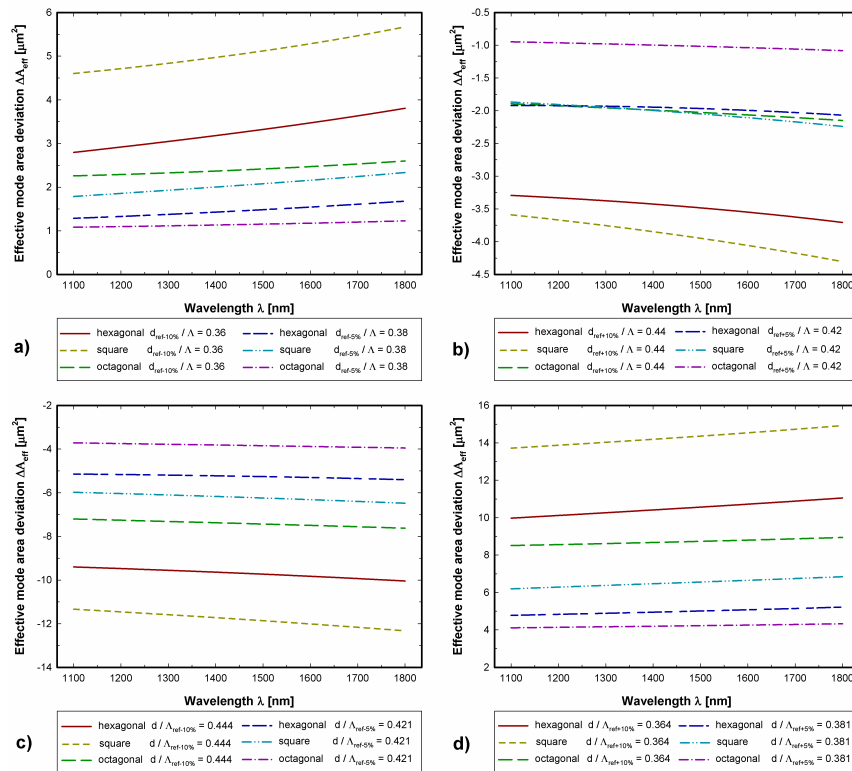 a)
Effective mode area deviation ΔA_eff [μm²]
6
5
4
3
2
1
0
1100 1200 1300 1400 1500 1600 1700 1800
Wavelength λ [nm]
hexagonal d_ref-10% / Λ = 0.36 hexagonal d_ref-5% / Λ = 0.38
square d_ref-10% / Λ = 0.36 square d_ref-5% / Λ = 0.38
octagonal d_ref-10% / Λ = 0.36 octagonal d_ref-5% / Λ = 0.38
b)
Effective mode area deviation ΔA_eff [μm²]
-0.5
-1.0
-1.5
-2.0
-2.5
-3.0
-3.5
-4.0
-4.5
1100 1200 1300 1400 1500 1600 1700 1800
Wavelength λ [nm]
hexagonal d_ref+10% / Λ = 0.44 hexagonal d_ref+5% / Λ = 0.42
square d_ref+10% / Λ = 0.44 square d_ref+5% / Λ = 0.42
octagonal d_ref+10% / Λ = 0.44 octagonal d_ref+5% / Λ = 0.42
c)
Effective mode area deviation ΔA_eff [μm²]
-2
-4
-6
-8
-10
-12
-14
1100 1200 1300 1400 1500 1600 1700 1800
Wavelength λ [nm]
hexagonal d / Λ_ref-10% = 0.444 hexagonal d / Λ_ref-5% = 0.421
square d / Λ_ref-10% = 0.444 square d / Λ_ref-5% = 0.421
octagonal d / Λ_ref-10% = 0.444 octagonal d / Λ_ref-5% = 0.421
d)
Effective mode area deviation ΔA_eff [μm²]
16
14
12
10
8
6
4
2
1100 1200 1300 1400 1500 1600 1700 1800
Wavelength λ [nm]
hexagonal d / Λ_ref+10% = 0.364 hexagonal d / Λ_ref+5% = 0.381
square d / Λ_ref+10% = 0.364 square d / Λ_ref+5% = 0.381
octagonal d / Λ_ref+10% = 0.364 octagonal d / Λ_ref+5% = 0.381